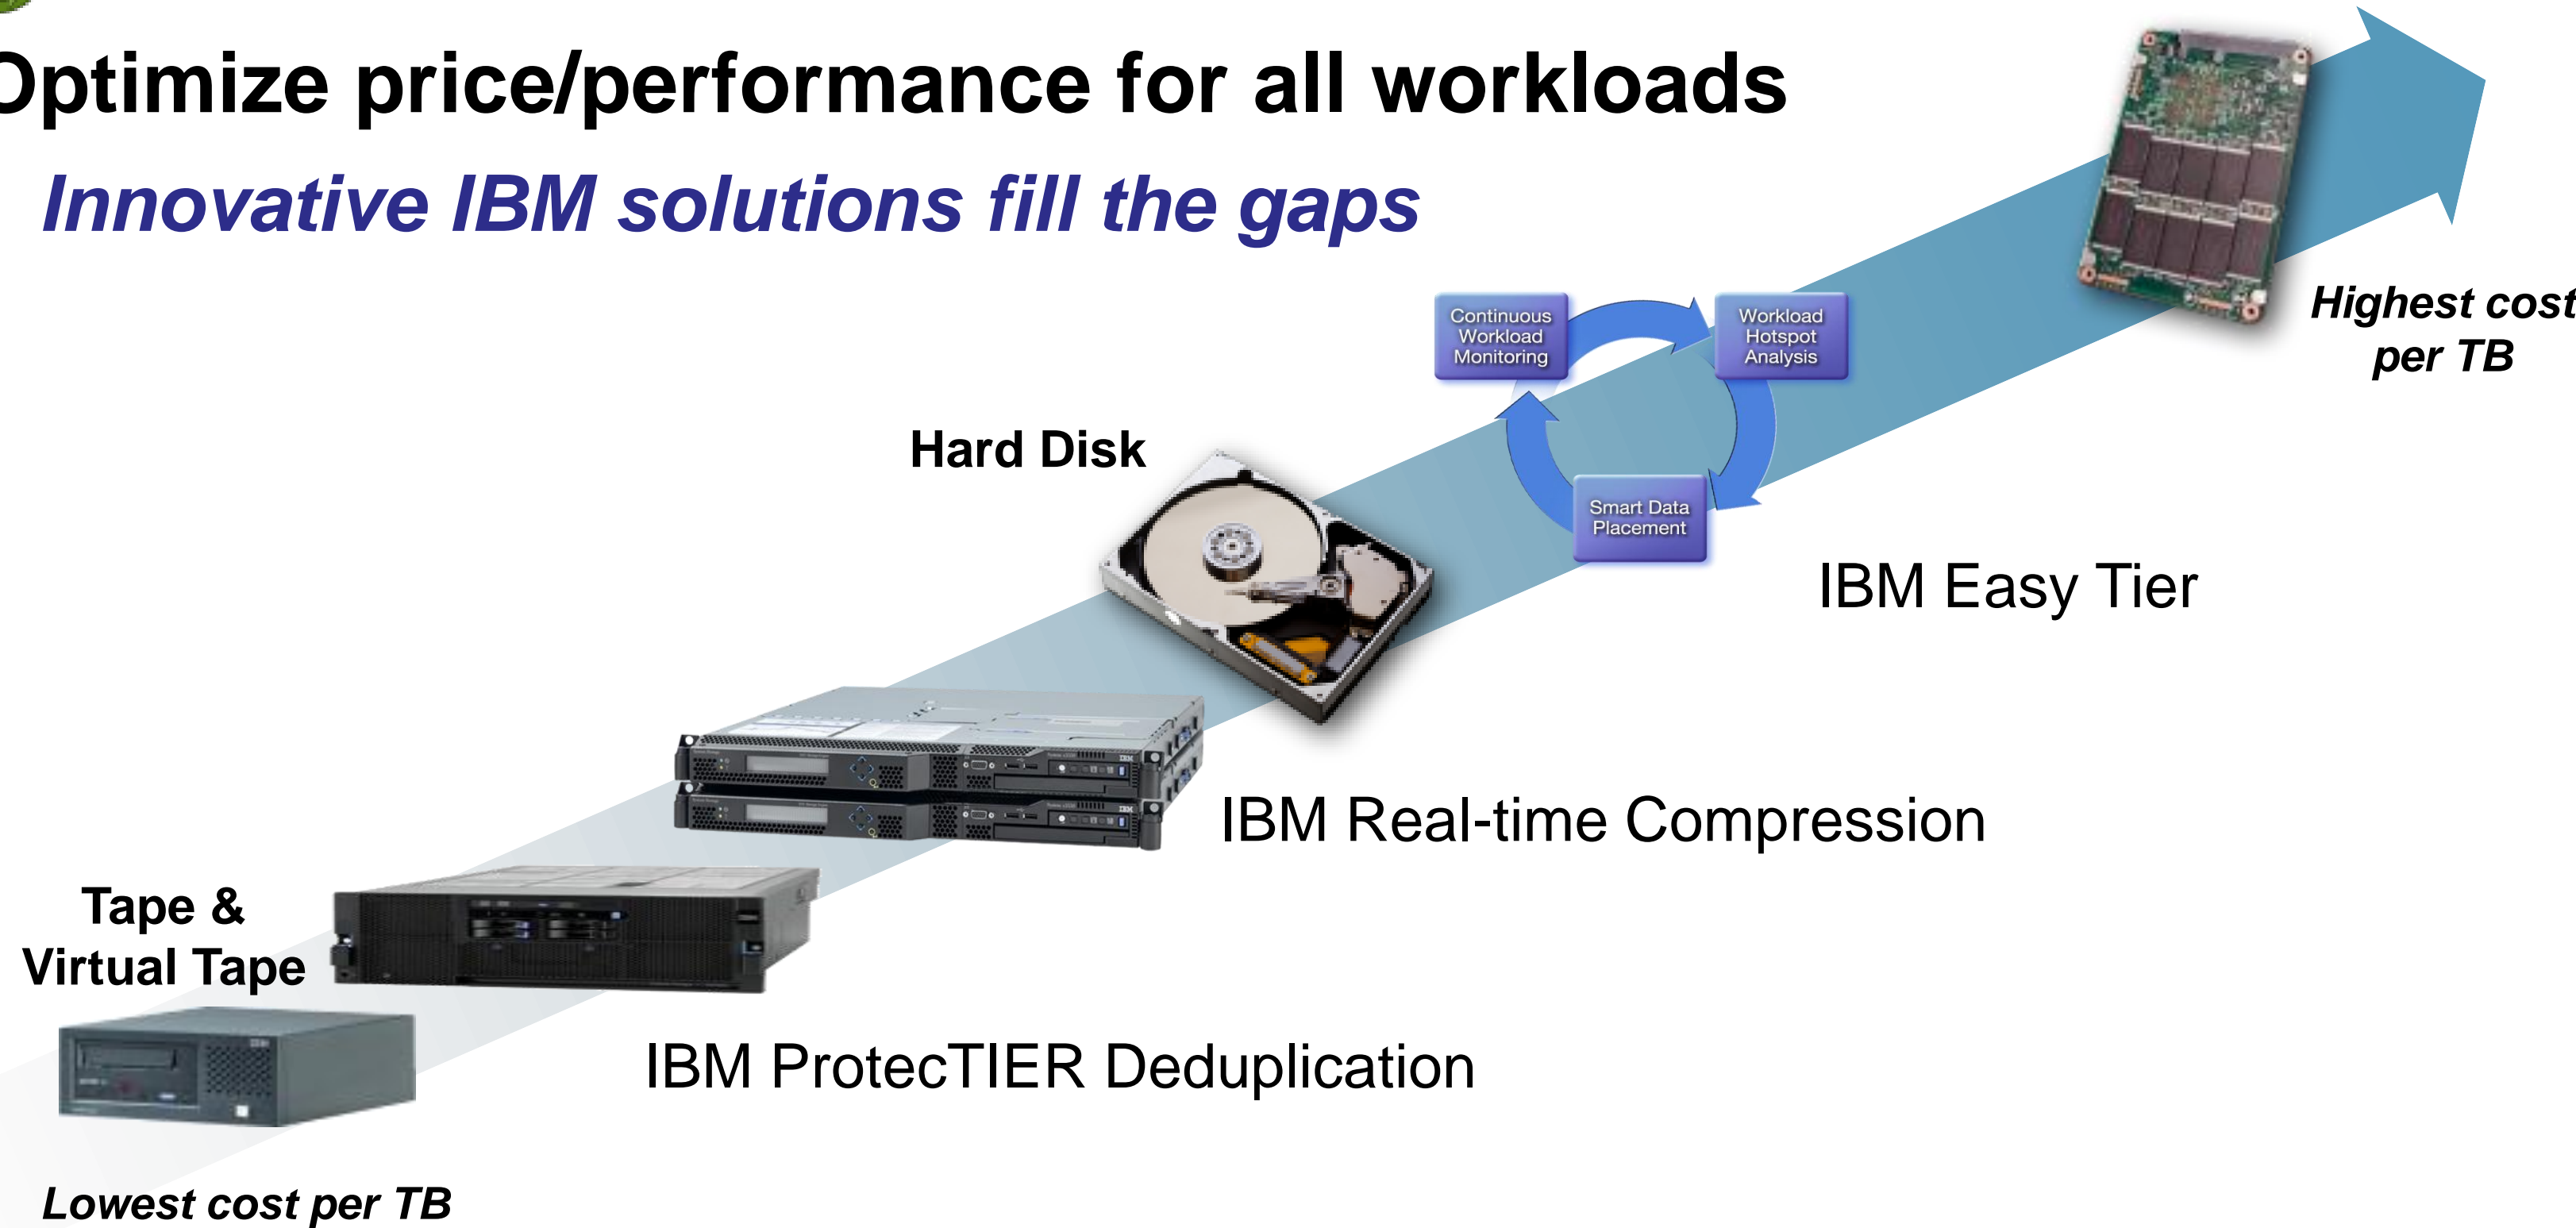 Optimize price/performance for all workloads
Innovative IBM solutions fill the gaps
Highest cost
per TB
Continuous
Workload
Monitoring
Workload
Hotspot
Analysis
Smart Data
Placement
Hard Disk
IBM Easy Tier
IBM Real-time Compression
Tape &
Virtual Tape
IBM ProtecTIER Deduplication
Lowest cost per TB